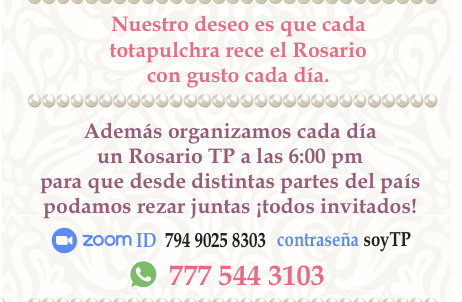 Nuestro deseo es que cada
totapulchra rece el Rosario
con gusto cada día.
Además organizamos cada día
un Rosario TP a las 6:00 pm
para que desde distintas partes del país
podamos rezar juntas ¡todos invitados!
zoom ID 794 9025 8303 contraseña soyTP
777 544 3103